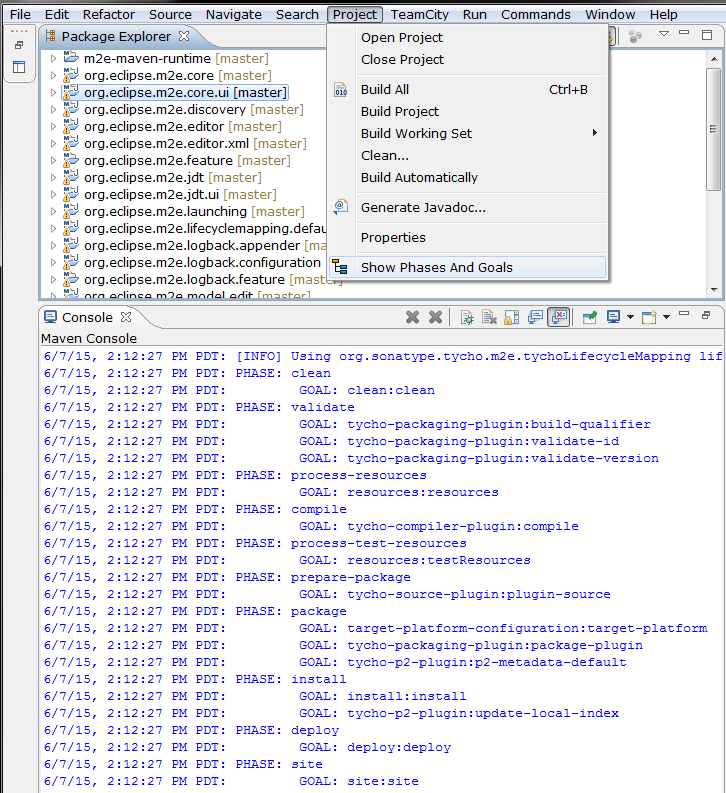 File Edit Refactor Source Navigate Search Project TeamCity Run Commands Window Help
Package Explorer
m2e-maven-runtime [master]
org.eclipse.m2e.core [master]
org.eclipse.m2e.core.ui [master]
org.eclipse.m2e.discovery [master]
org.eclipse.m2e.editor [master]
org.eclipse.m2e.editor.xml [master]
org.eclipse.m2e.feature [master]
org.eclipse.m2e.jdt [master]
org.eclipse.m2e.jdt.ui [master]
org.eclipse.m2e.launching [master]
org.eclipse.m2e.lifecyclemapping.defau
org.eclipse.m2e.logback.appender [master]
org.eclipse.m2e.logback.configuration
org.eclipse.m2e.logback.feature [master]
org.eclipse.m2e.model.edit [master]
Open Project
Close Project
Build All Ctrl+B
Build Project
Build Working Set
Clean...
Build Automatically
Generate Javadoc...
Properties
Show Phases And Goals
Console
Maven Console
6/7/15, 2:12:27 PM PDT: [INFO] Using org.sonatype.tycho.m2e.tychoLifecycleMapping lif
6/7/15, 2:12:27 PM PDT: PHASE: clean
6/7/15, 2:12:27 PM PDT: GOAL: clean:clean
6/7/15, 2:12:27 PM PDT: PHASE: validate
6/7/15, 2:12:27 PM PDT: GOAL: tycho-packaging-plugin:build-qualifier
6/7/15, 2:12:27 PM PDT: GOAL: tycho-packaging-plugin:validate-id
6/7/15, 2:12:27 PM PDT: GOAL: tycho-packaging-plugin:validate-version
6/7/15, 2:12:27 PM PDT: PHASE: process-resources
6/7/15, 2:12:27 PM PDT: GOAL: resources:resources
6/7/15, 2:12:27 PM PDT: PHASE: compile
6/7/15, 2:12:27 PM PDT: GOAL: tycho-compiler-plugin:compile
6/7/15, 2:12:27 PM PDT: PHASE: process-test-resources
6/7/15, 2:12:27 PM PDT: GOAL: resources:testResources
6/7/15, 2:12:27 PM PDT: PHASE: prepare-package
6/7/15, 2:12:27 PM PDT: GOAL: tycho-source-plugin:plugin-source
6/7/15, 2:12:27 PM PDT: PHASE: package
6/7/15, 2:12:27 PM PDT: GOAL: target-platform-configuration:target-platform
6/7/15, 2:12:27 PM PDT: GOAL: tycho-packaging-plugin:package-plugin
6/7/15, 2:12:27 PM PDT: GOAL: tycho-p2-plugin:p2-metadata-default
6/7/15, 2:12:27 PM PDT: PHASE: install
6/7/15, 2:12:27 PM PDT: GOAL: install:install
6/7/15, 2:12:27 PM PDT: GOAL: tycho-p2-plugin:update-local-index
6/7/15, 2:12:27 PM PDT: PHASE: deploy
6/7/15, 2:12:27 PM PDT: GOAL: deploy:deploy
6/7/15, 2:12:27 PM PDT: PHASE: site
6/7/15, 2:12:27 PM PDT: GOAL: site:site